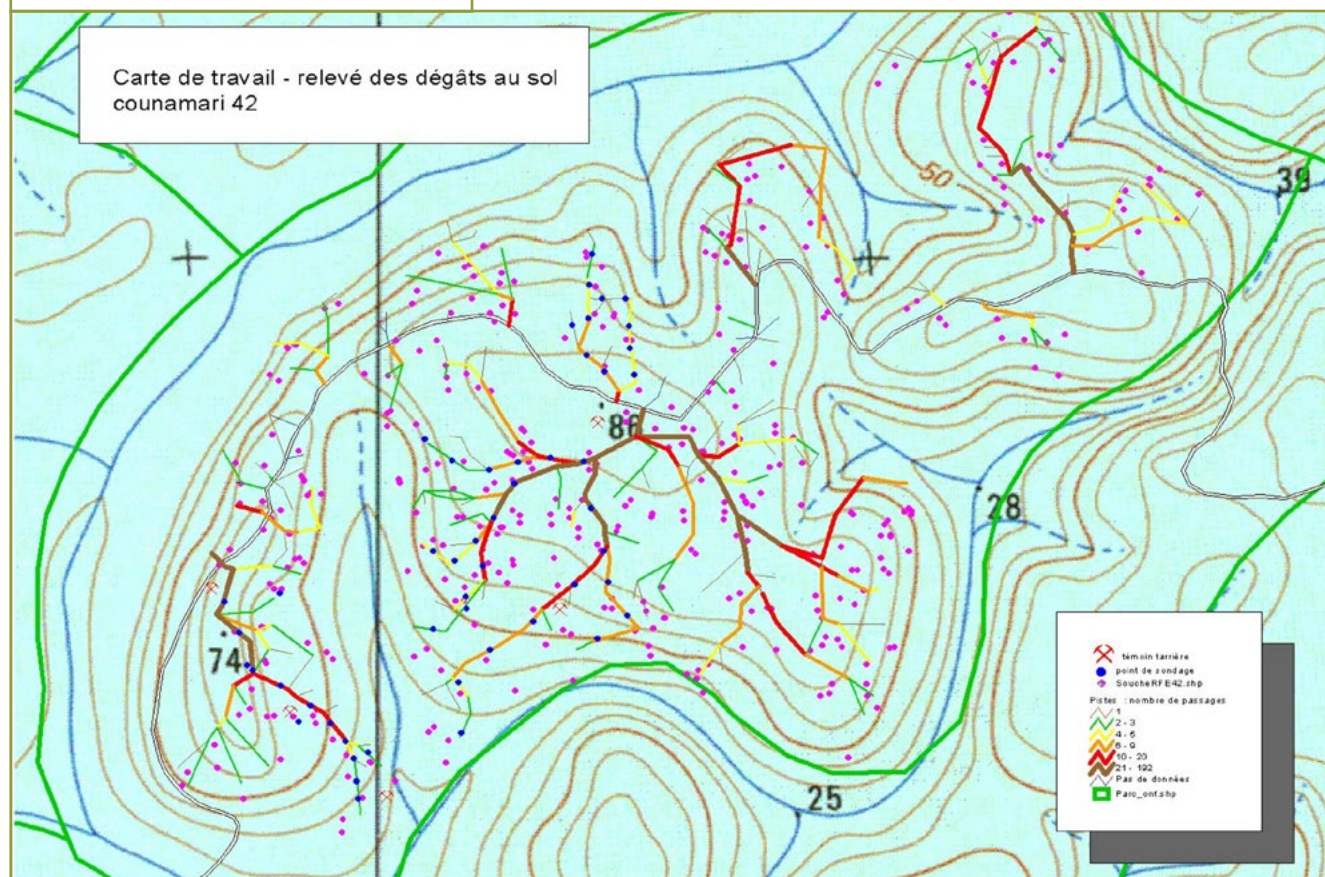 Carte de travail - relevé des dégâts au sol
counamari 42
50
39
86
28
74
25
témoin tarrière
point de sondage
SoucheRFE42.shp
Pistes : nombre de passages
1
2 - 3
4 - 5
6 - 9
10 - 20
21 - 192
Pas de données
Parc_onf.shp